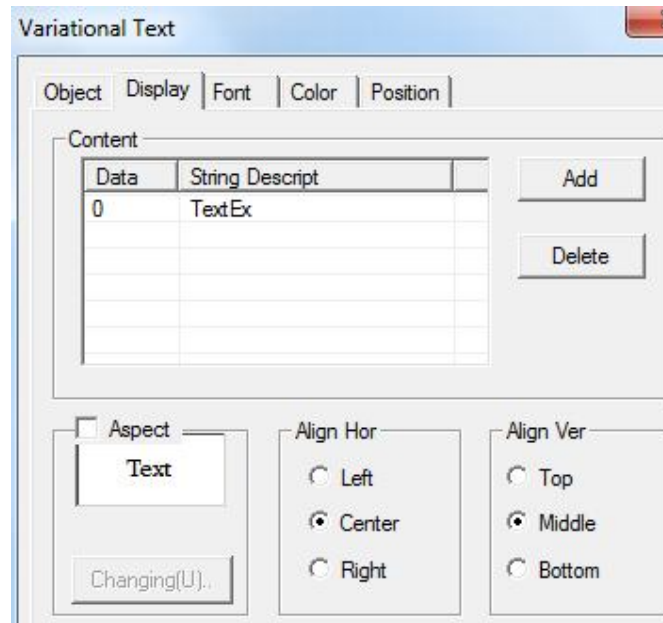 Variational Text
Object Display Font Color Position
Content
Data String Descript
Add
0 TextEx
Delete
Aspect
Align Hor
Align Ver
Text
Left
Top
Center
Middle
Changing(U)..
Right
Bottom